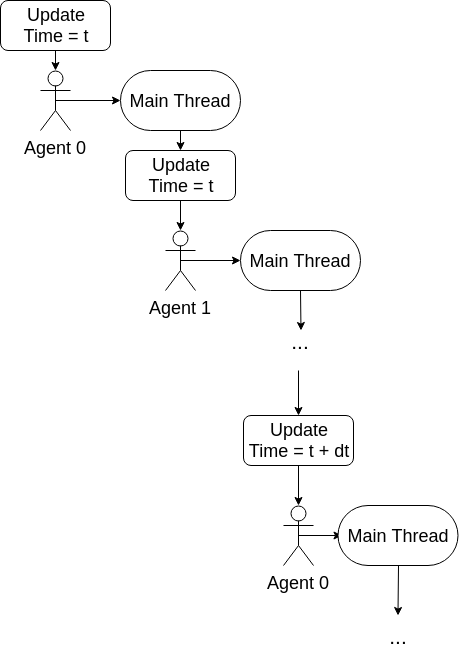 Update
Time = t
Agent 0
Main Thread
Update
Time = t
Agent 1
Main Thread
...
Update
Time = t + dt
Agent 0
Main Thread
...